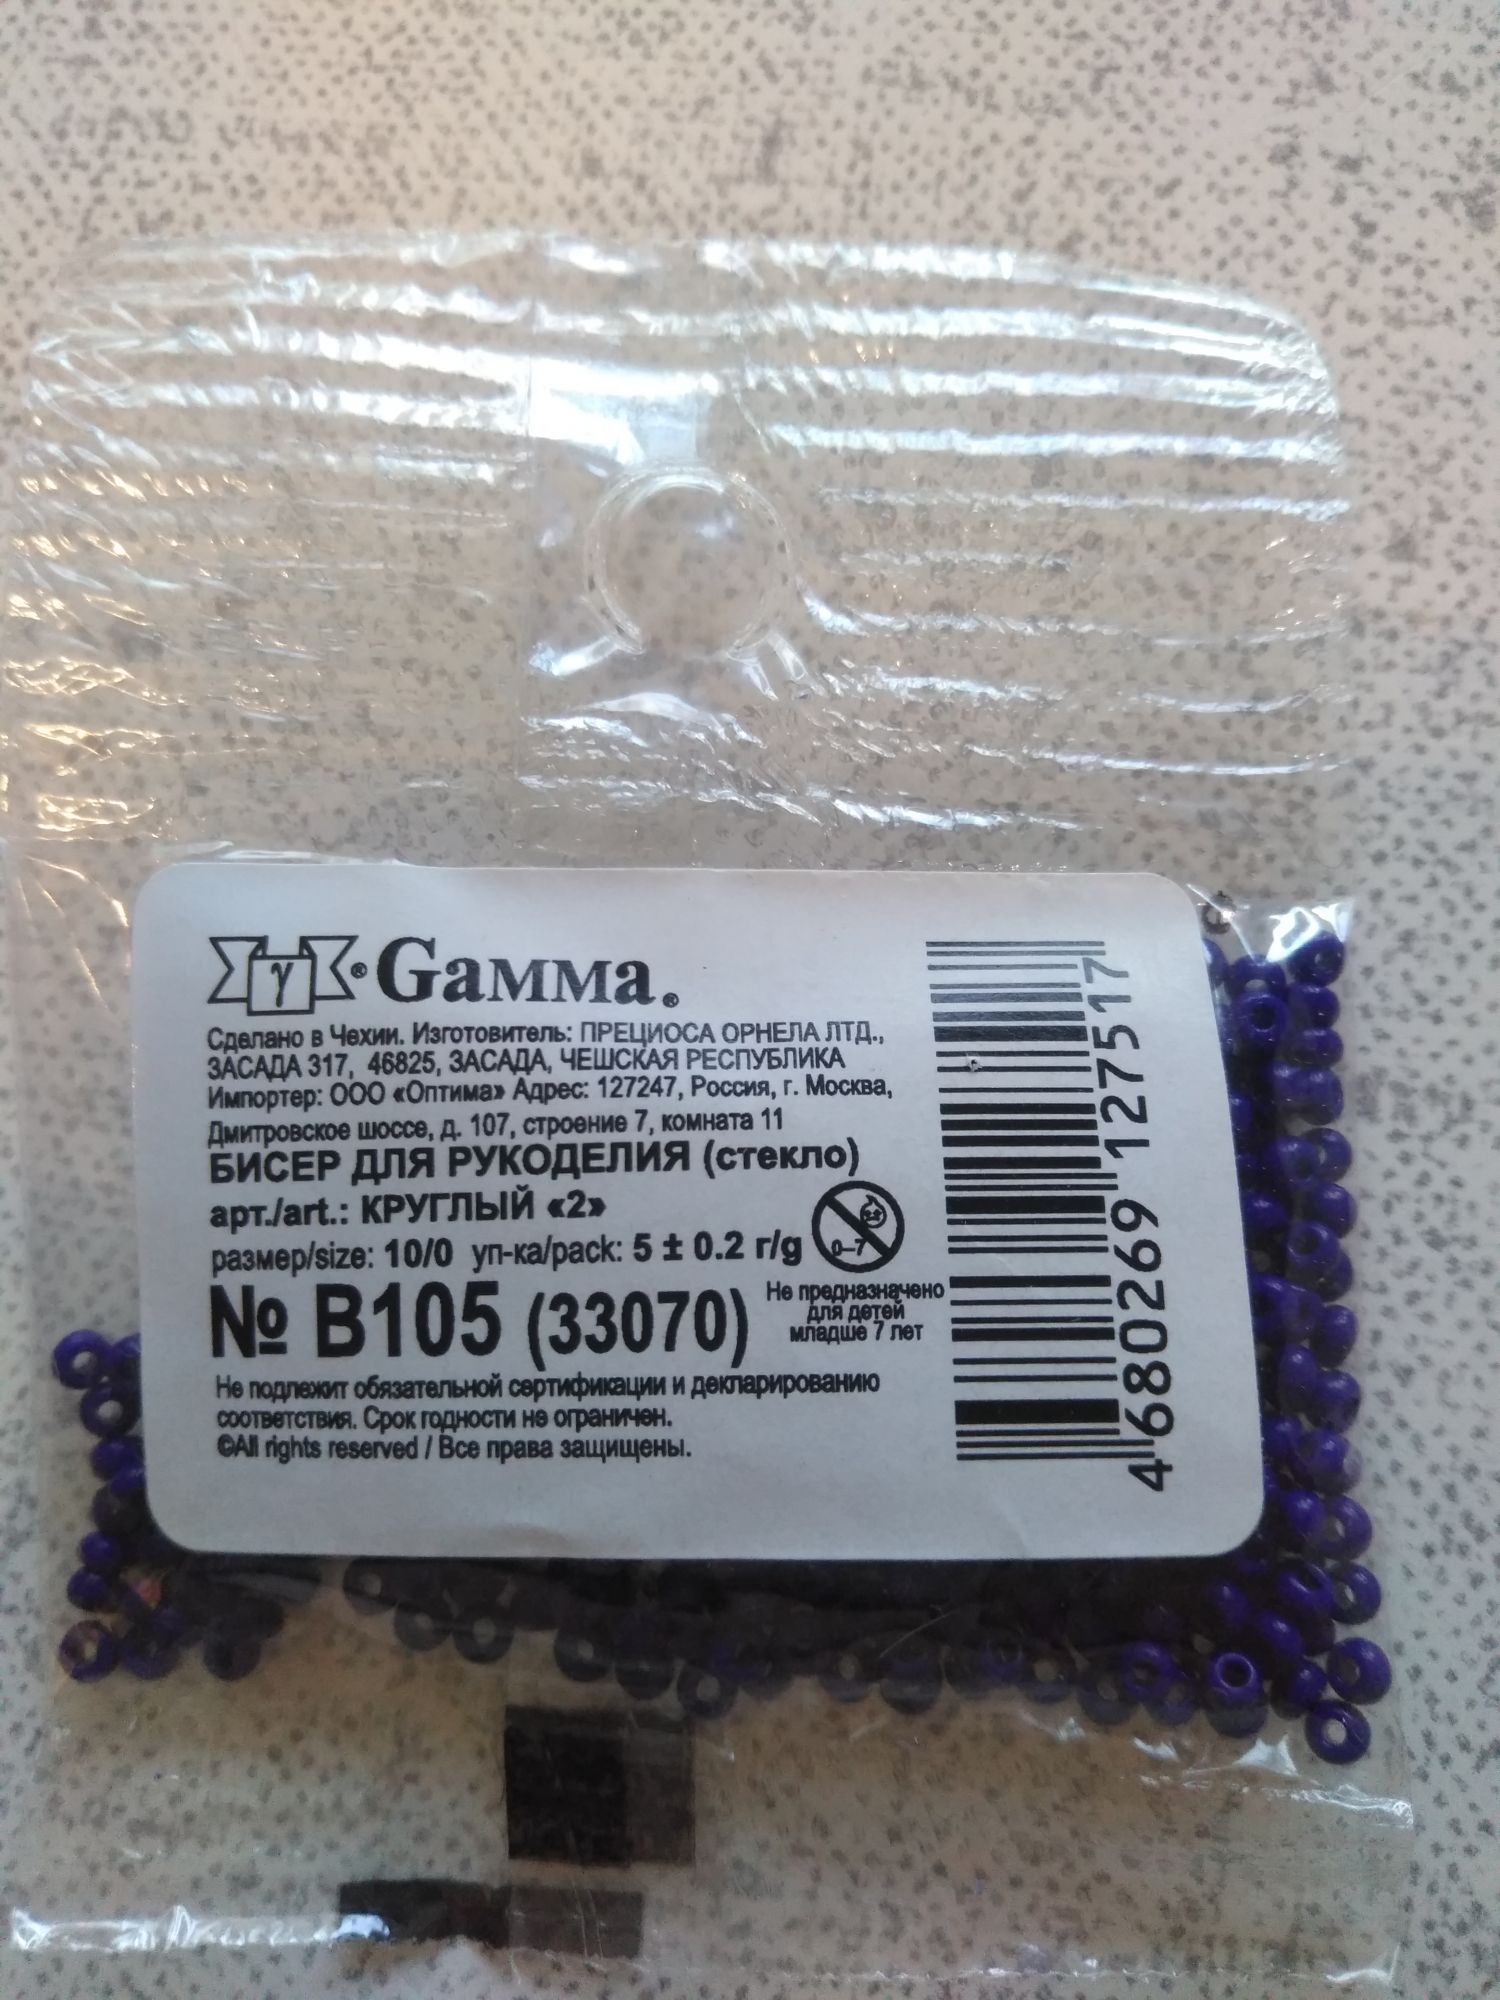 γ® Gamma®
Сделано в Чехии. Изготовитель: ПРЕЦИОСА ОРНЕЛА ЛТД.,
ЗАСАДА 317, 46825, ЗАСАДА, ЧЕШСКАЯ РЕСПУБЛИКА
Импортер: ООО «Оптима» Адрес: 127247, Россия, г. Москва,
Дмитровское шоссе, д. 107, строение 7, комната 11
БИСЕР ДЛЯ РУКОДЕЛИЯ (стекло)
арт./art.: КРУГЛЫЙ «2»
размер/size: 10/0 уп-ка/pack: 5 ± 0.2 г/g
0–7
№ B105 (33070)
Не предназначено
для детей
младше 7 лет
Не подлежит обязательной сертификации и декларированию
соответствия. Срок годности не ограничен.
©All rights reserved / Все права защищены.
4 680269 127517